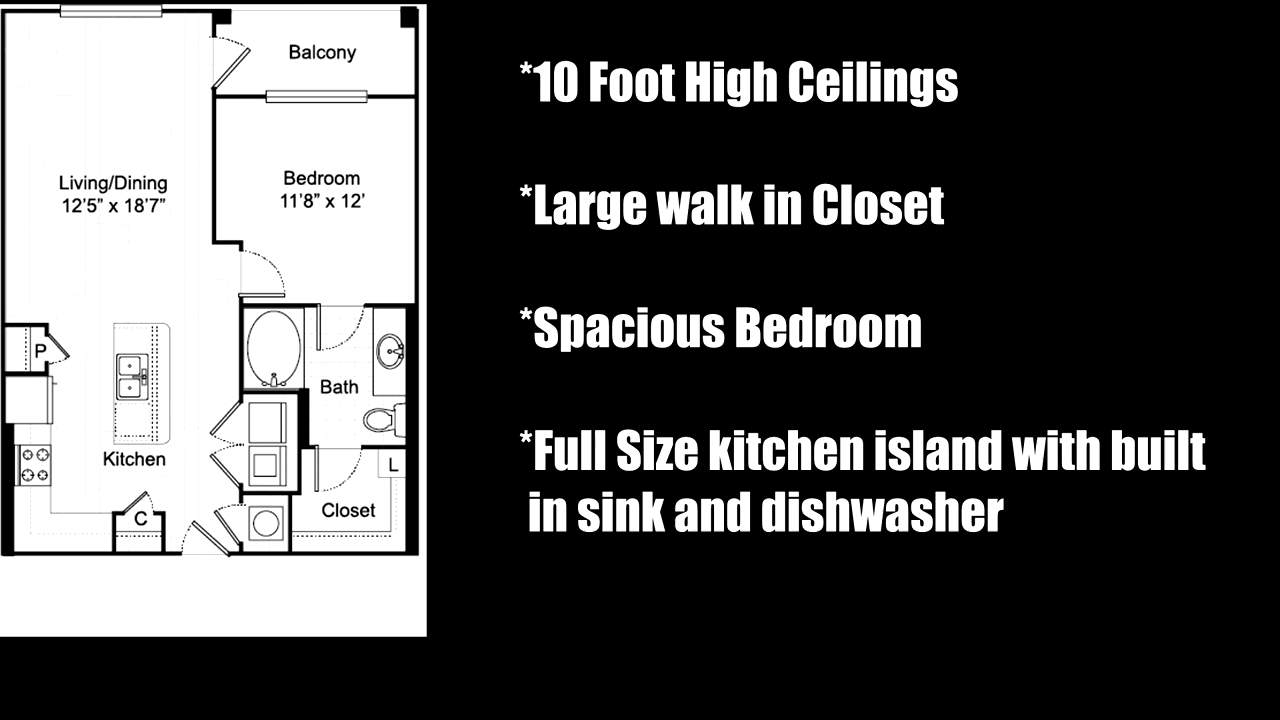 Balcony
Living/Dining
12'5” x 18'7”
Bedroom
11'8” x 12'
P
Bath
Kitchen
L
C
Closet
*10 Foot High Ceilings
*Large walk in Closet
*Spacious Bedroom
*Full Size kitchen island with built
in sink and dishwasher